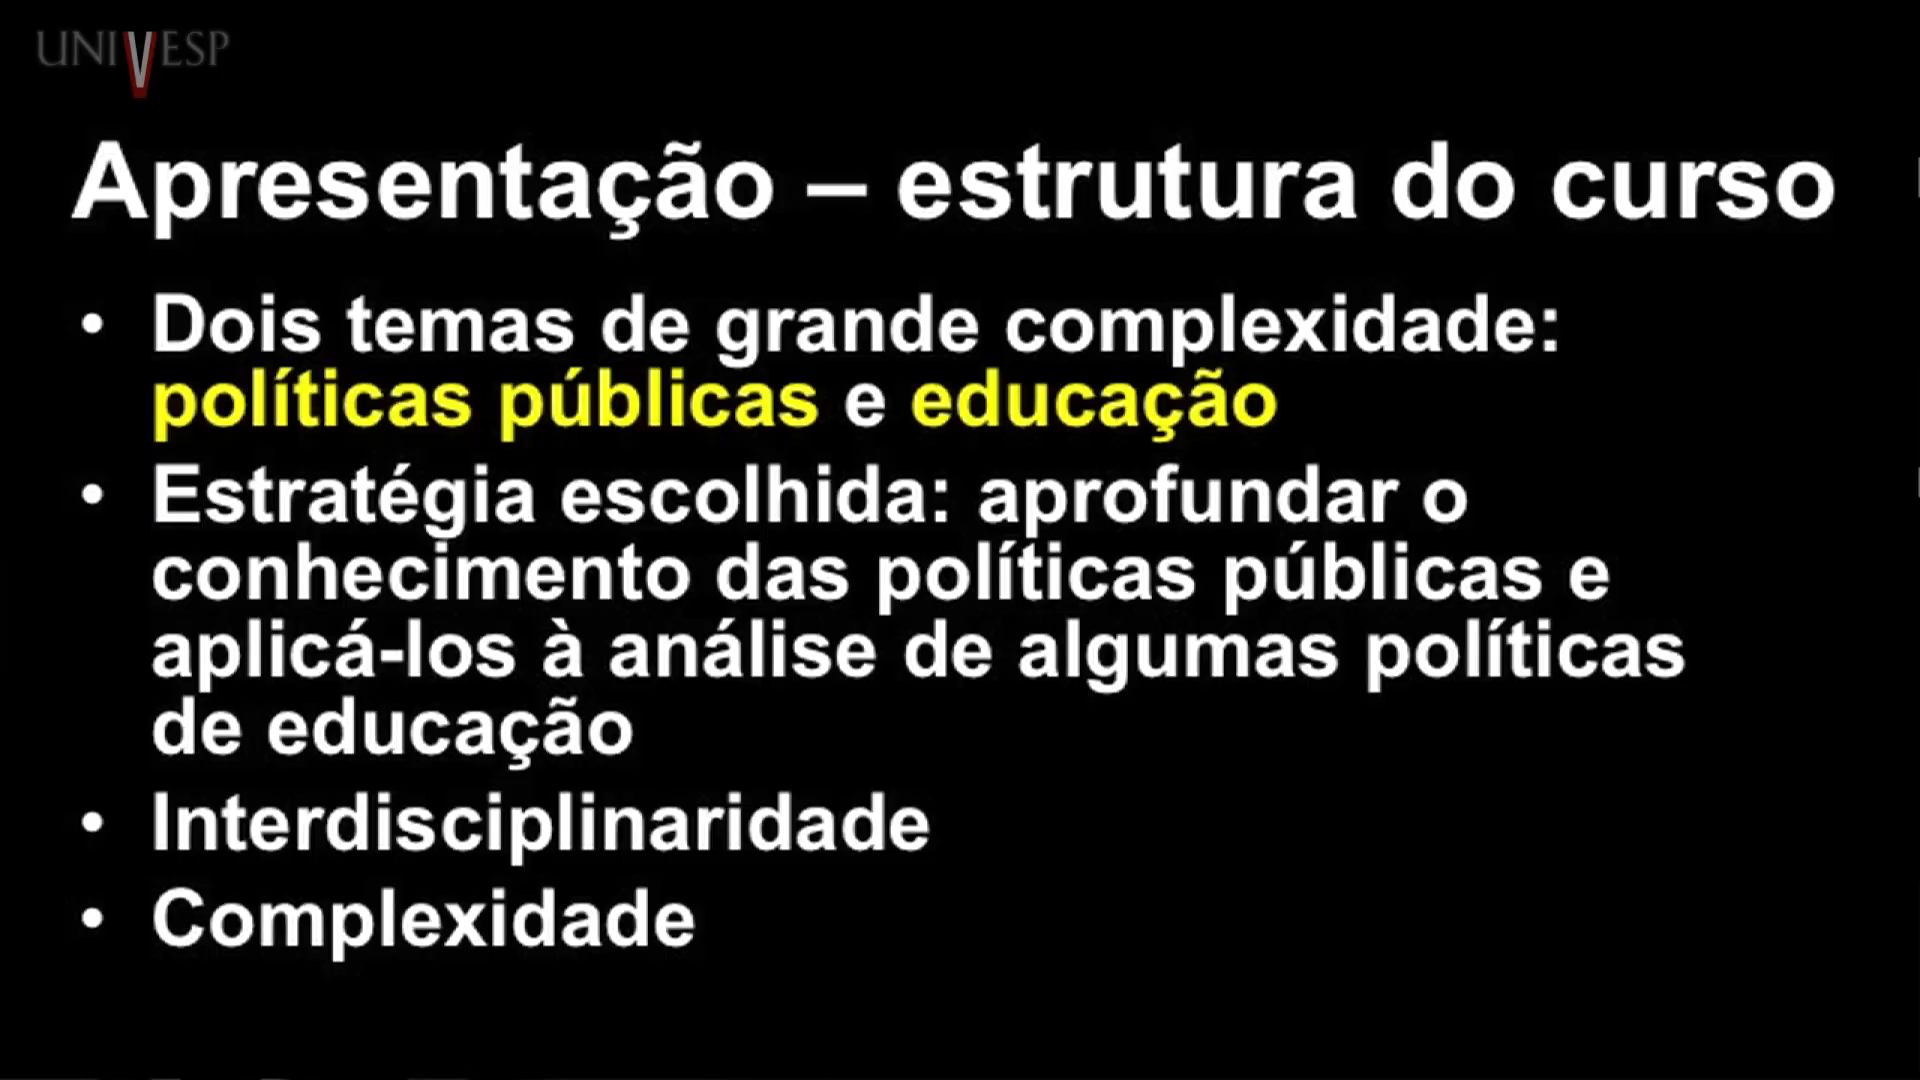 UNIVESP
Apresentação – estrutura do curso
• Dois temas de grande complexidade:
políticas públicas e educação
• Estratégia escolhida: aprofundar o
conhecimento das políticas públicas e
aplicá-los à análise de algumas políticas
de educação
• Interdisciplinaridade
• Complexidade